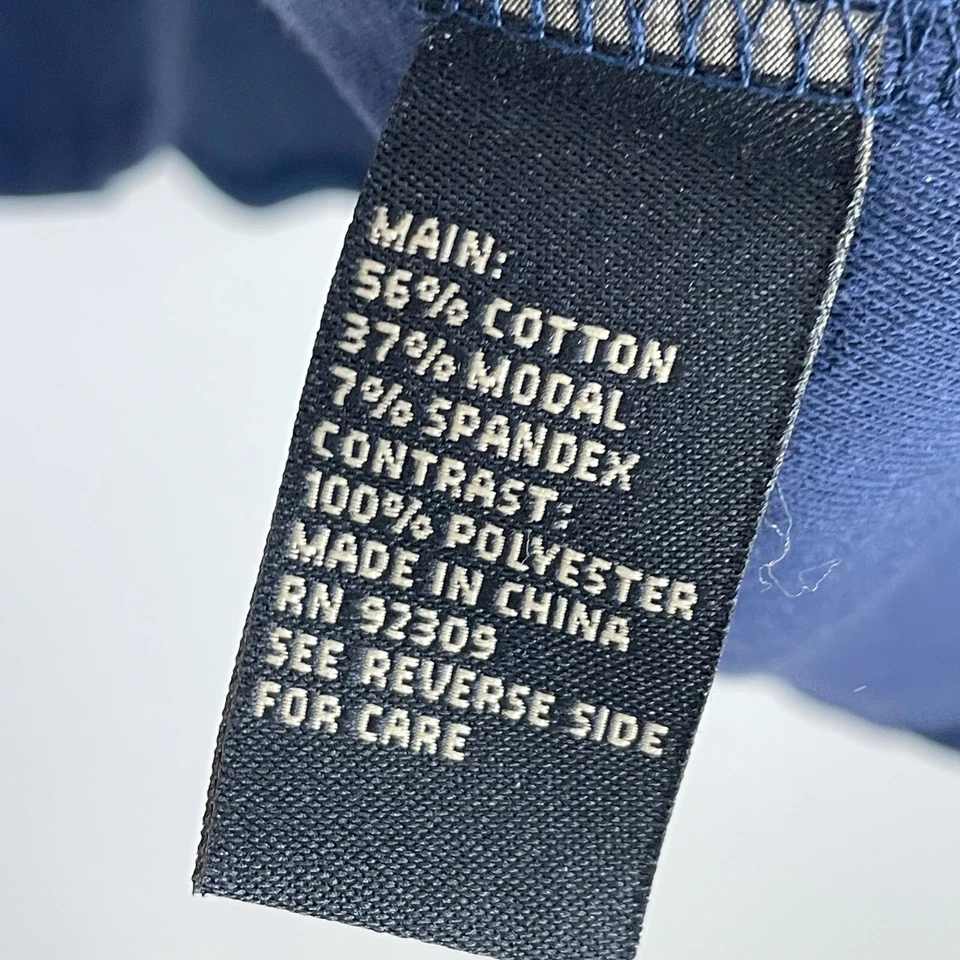 MAIN:
56% COTTON
37% MODAL
7% SPANDEX
CONTRAST:
100% POLYESTER
MADE IN CHINA
RN 92309
SEE REVERSE SIDE
FOR CARE